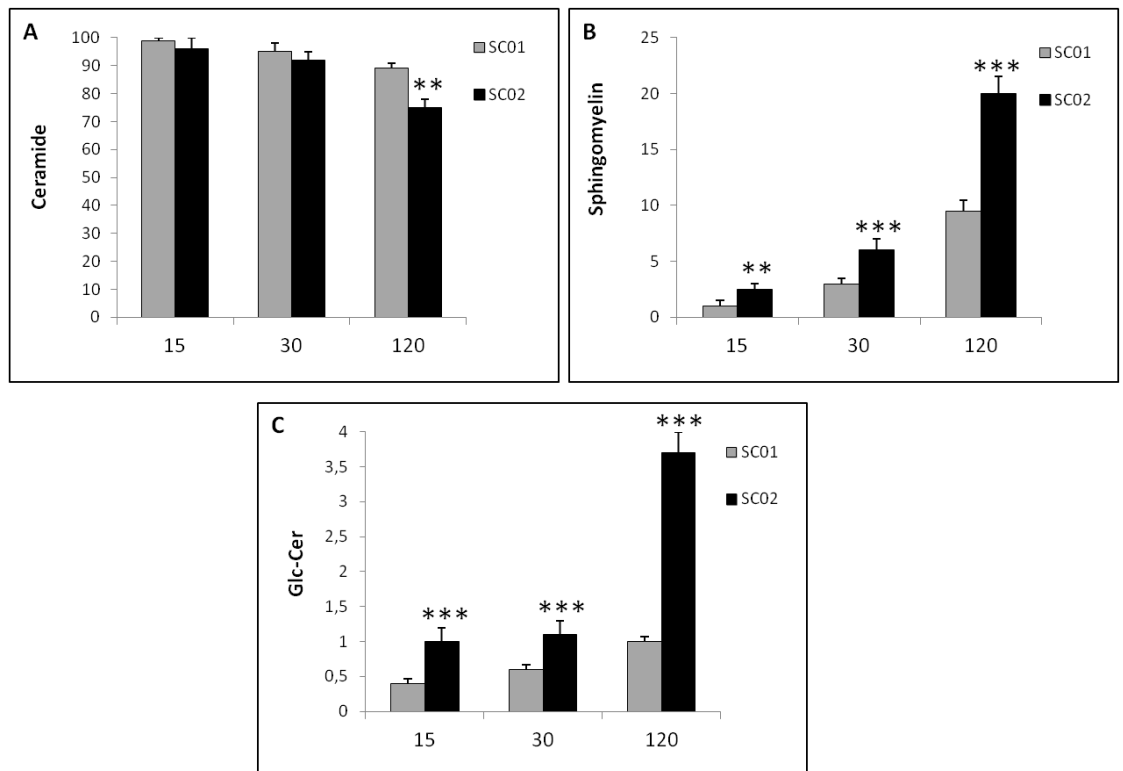 A
100
90
80
70
60
50
40
30
20
10
0
Ceramide
**
15 30 120
SC01
SC02
B
25
20
15
10
5
0
Sphingomyelin
** *** ***
15 30 120
SC01
SC02
C
4
3,5
3
2,5
2
1,5
1
0,5
0
Glc-Cer
*** *** ***
15 30 120
SC01
SC02